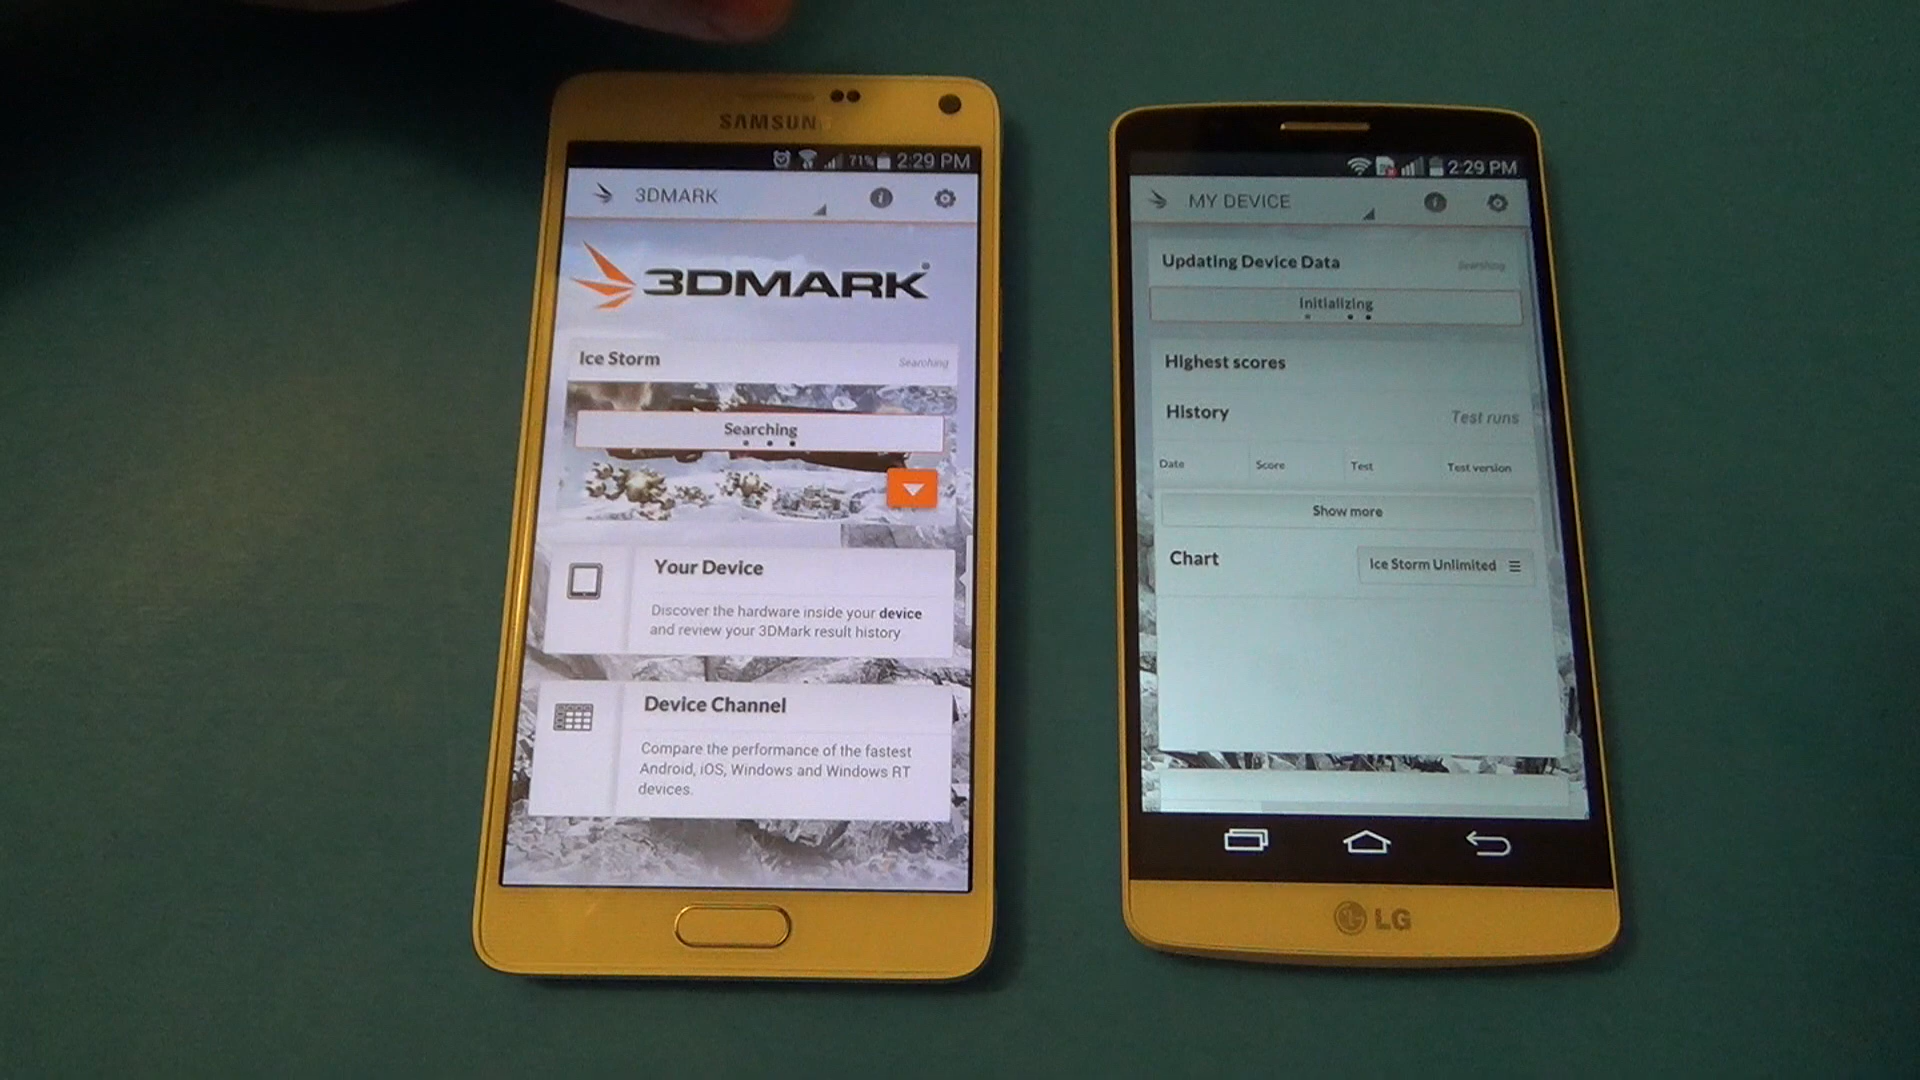 SAMSUNG
71% 2:29 PM
3DMARK
3DMARK
Ice Storm
Searching
Searching
Your Device
Discover the hardware inside your device
and review your 3DMark result history
Device Channel
Compare the performance of the fastest
Android, iOS, Windows and Windows RT
devices.
2:29 PM
MY DEVICE
Updating Device Data
Searching
Initializing
Highest scores
History
Test runs
Date Score Test Test version
Show more
Chart
Ice Storm Unlimited
LG